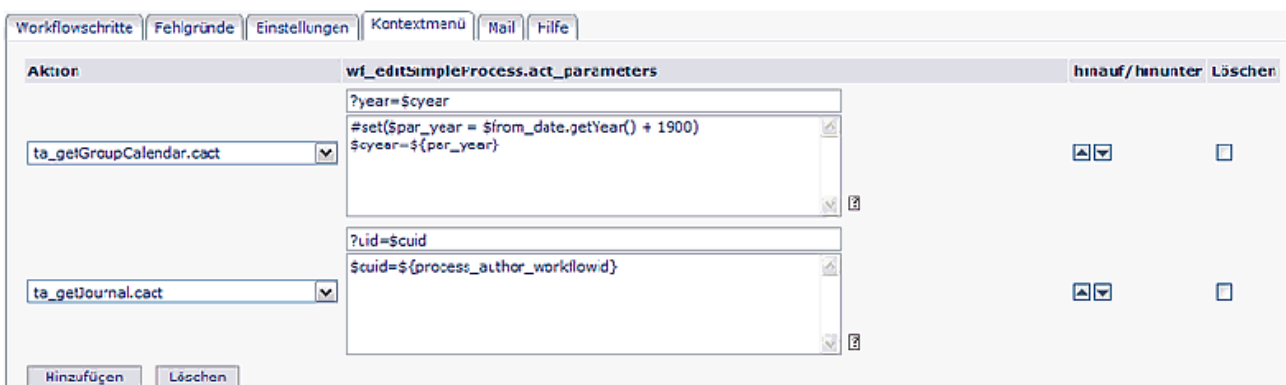 Workflowschritte Fehlgründe Einstellungen Kontextmenü Mail Hilfe
Aktion wf_editSimpleProcess.act_parameters hinauf/hinunter Löschen
?year=$cyear
ta_getGroupCalendar.cact
#set($par_year = $from_date.getYear() + 1900)
$cyear=${par_year}
?
?uid=$cuid
ta_getJournal.cact
$cuid=${process_author_workflowid}
?
Hinzufügen Löschen